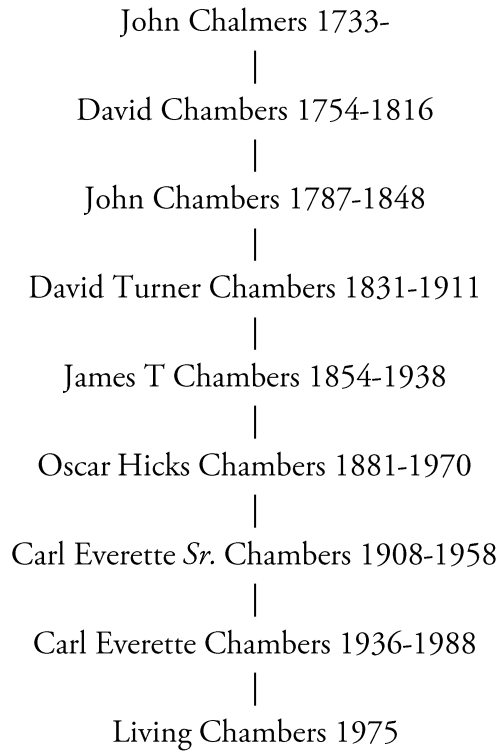 John Chalmers 1733-
David Chambers 1754-1816
John Chambers 1787-1848
David Turner Chambers 1831-1911
James T Chambers 1854-1938
Oscar Hicks Chambers 1881-1970
Carl Everette Sr. Chambers 1908-1958
Carl Everette Chambers 1936-1988
Living Chambers 1975